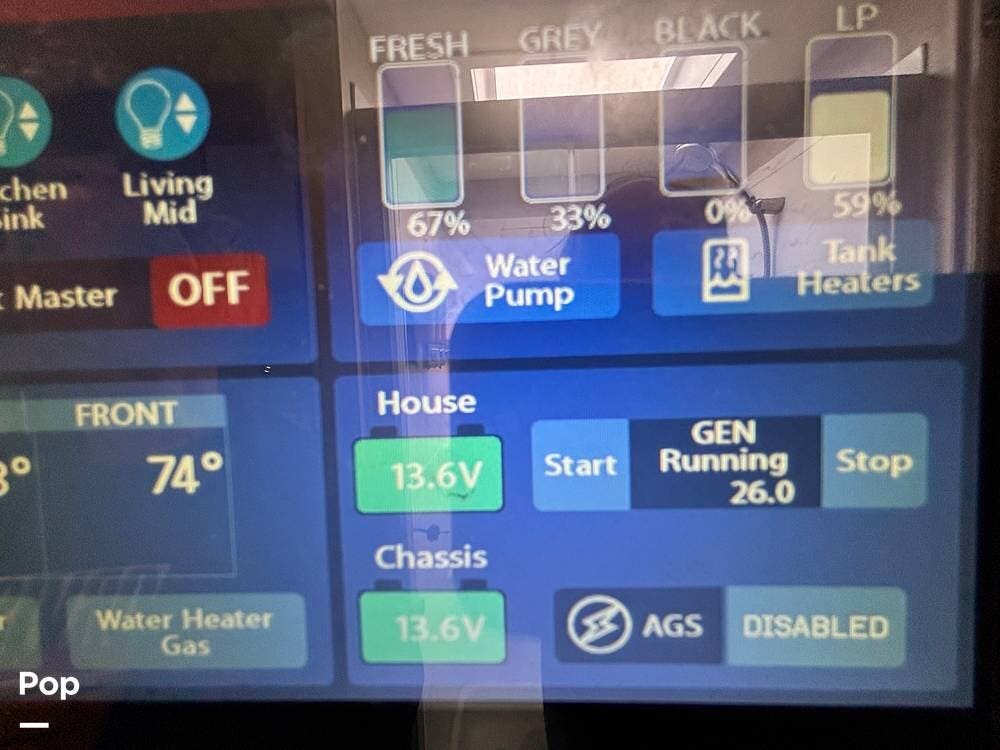 FRESH GREY BLACK LP
Living
Mid
chen
ink
67% 33% 0% 59%
Water
Pump
Tank
Heaters
Master OFF
FRONT
74°
House
13.6V
Start
GEN
Running
26.0
Stop
Chassis
13.6V
AGS DISABLED
Water Heater
Gas
Pop